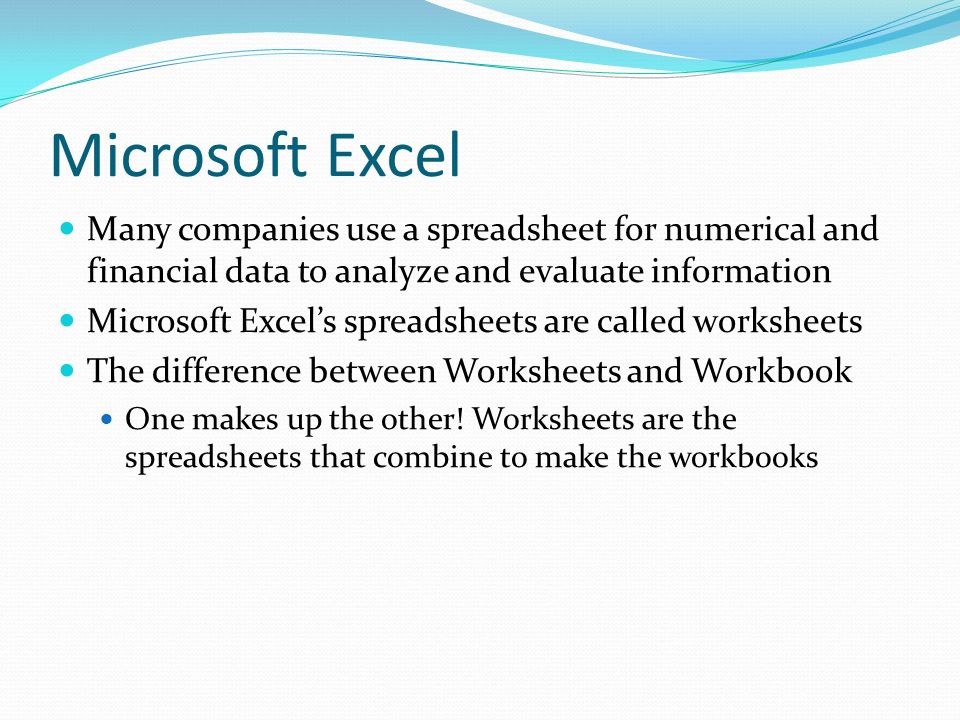 Microsoft Excel
Many companies use a spreadsheet for numerical and
financial data to analyze and evaluate information
Microsoft Excel’s spreadsheets are called worksheets
The difference between Worksheets and Workbook
One makes up the other! Worksheets are the
spreadsheets that combine to make the workbooks